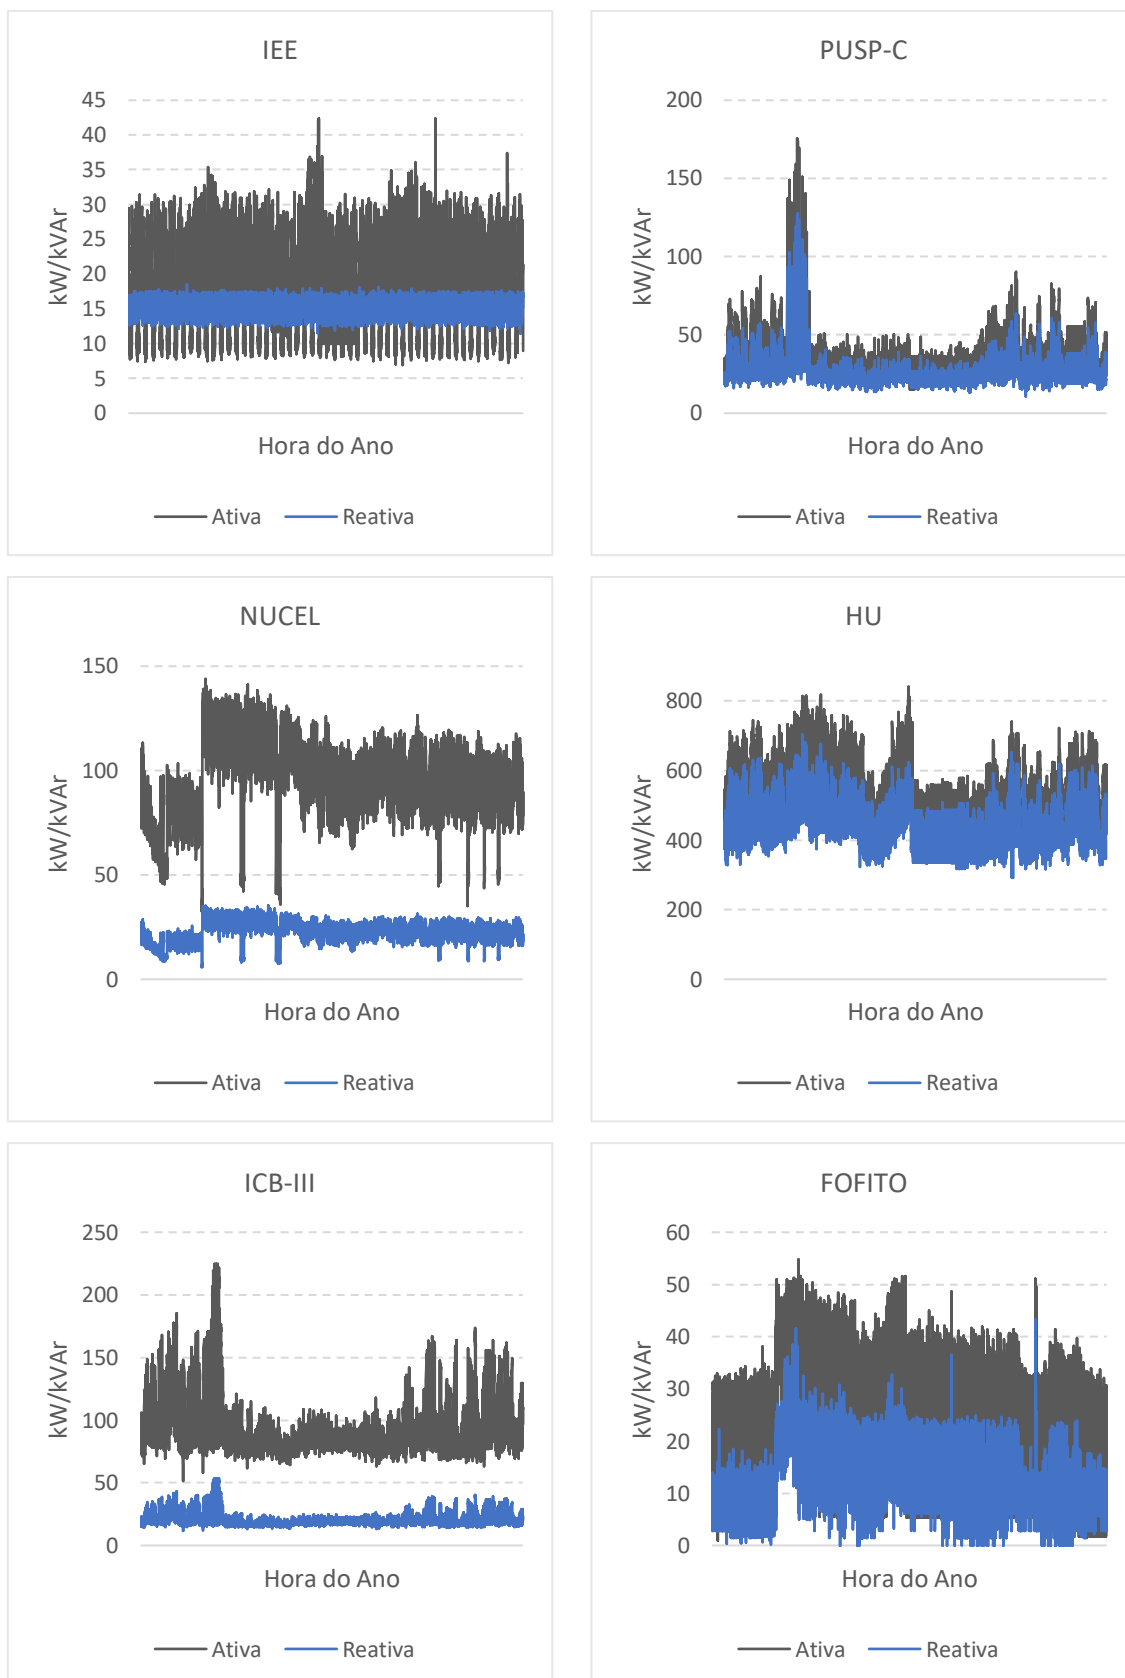 IEE
45
40
35
30
25
20
15
10
5
0
kW/kVAr
Hora do Ano
Ativa Reativa
PUSP-C
200
150
100
50
0
kW/kVAr
Hora do Ano
Ativa Reativa
NUCEL
150
100
50
0
kW/kVAr
Hora do Ano
Ativa Reativa
HU
800
600
400
200
0
kW/kVAr
Hora do Ano
Ativa Reativa
ICB-III
250
200
150
100
50
0
kW/kVAr
Hora do Ano
Ativa Reativa
FOFITO
60
50
40
30
20
10
0
kW/kVAr
Hora do Ano
Ativa Reativa